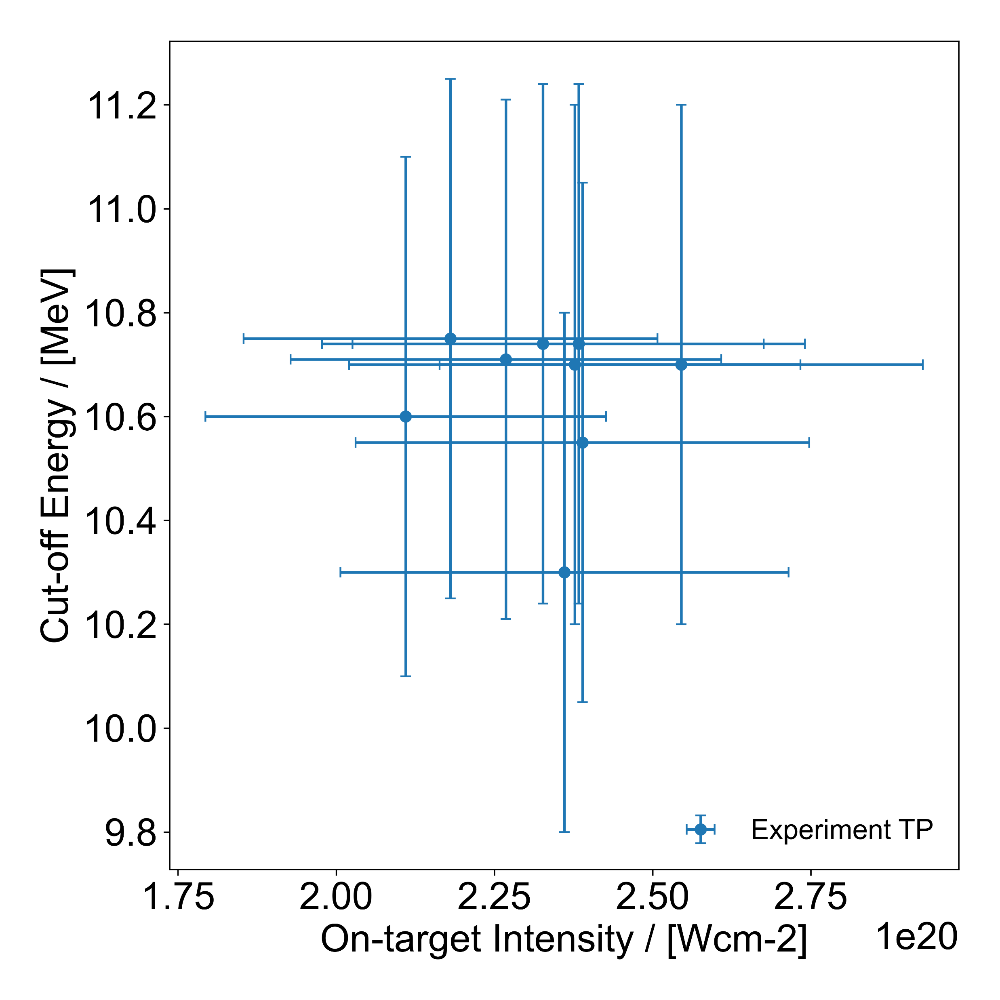 Cut-off Energy / [MeV]
11.2
11.0
10.8
10.6
10.4
10.2
10.0
9.8
Experiment TP
1.75 2.00 2.25 2.50 2.75
On-target Intensity / [Wcm-2]
1e20